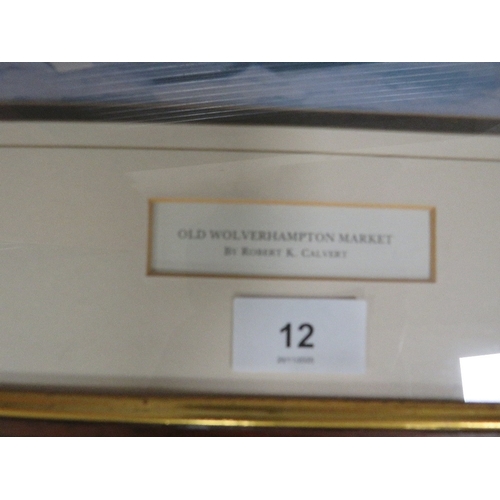 OLD WOLVERHAMPTON MARKET
BY ROBERT K. CALVERT
12